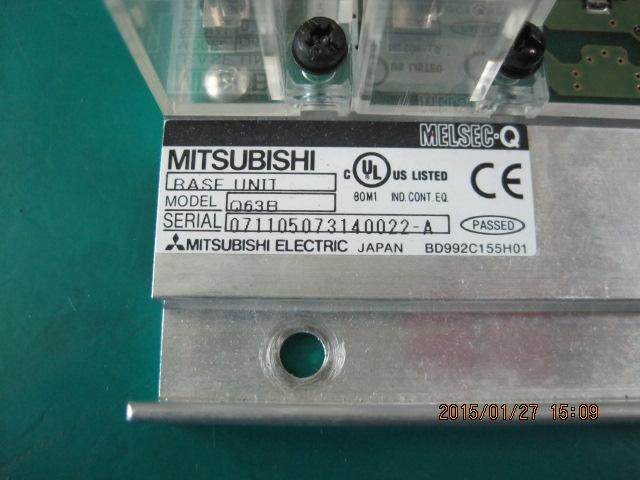 MELSEC-Q
MITSUBISHI
BASE UNIT
MODEL Q63B
SERIAL 071105073140022-A
C UL US LISTED
80M1 IND. CONT. EQ.
CE
PASSED
MITSUBISHI ELECTRIC JAPAN BD992C155H01
2015/01/27 15:09